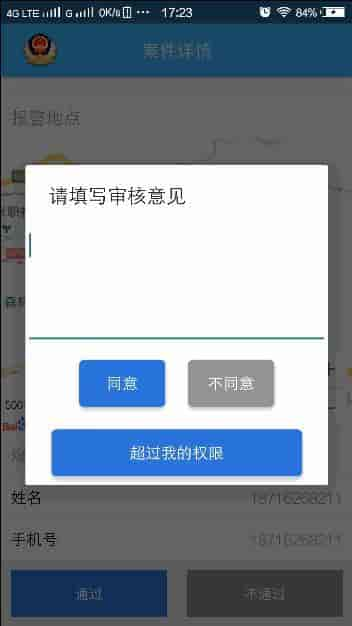 4G LTE G 0K/s 17:23 84%
案件详情
报警地点
请填写审核意见
同意 不同意
超过我的权限
姓名 18716268211
手机号 18716268211
通过 不通过